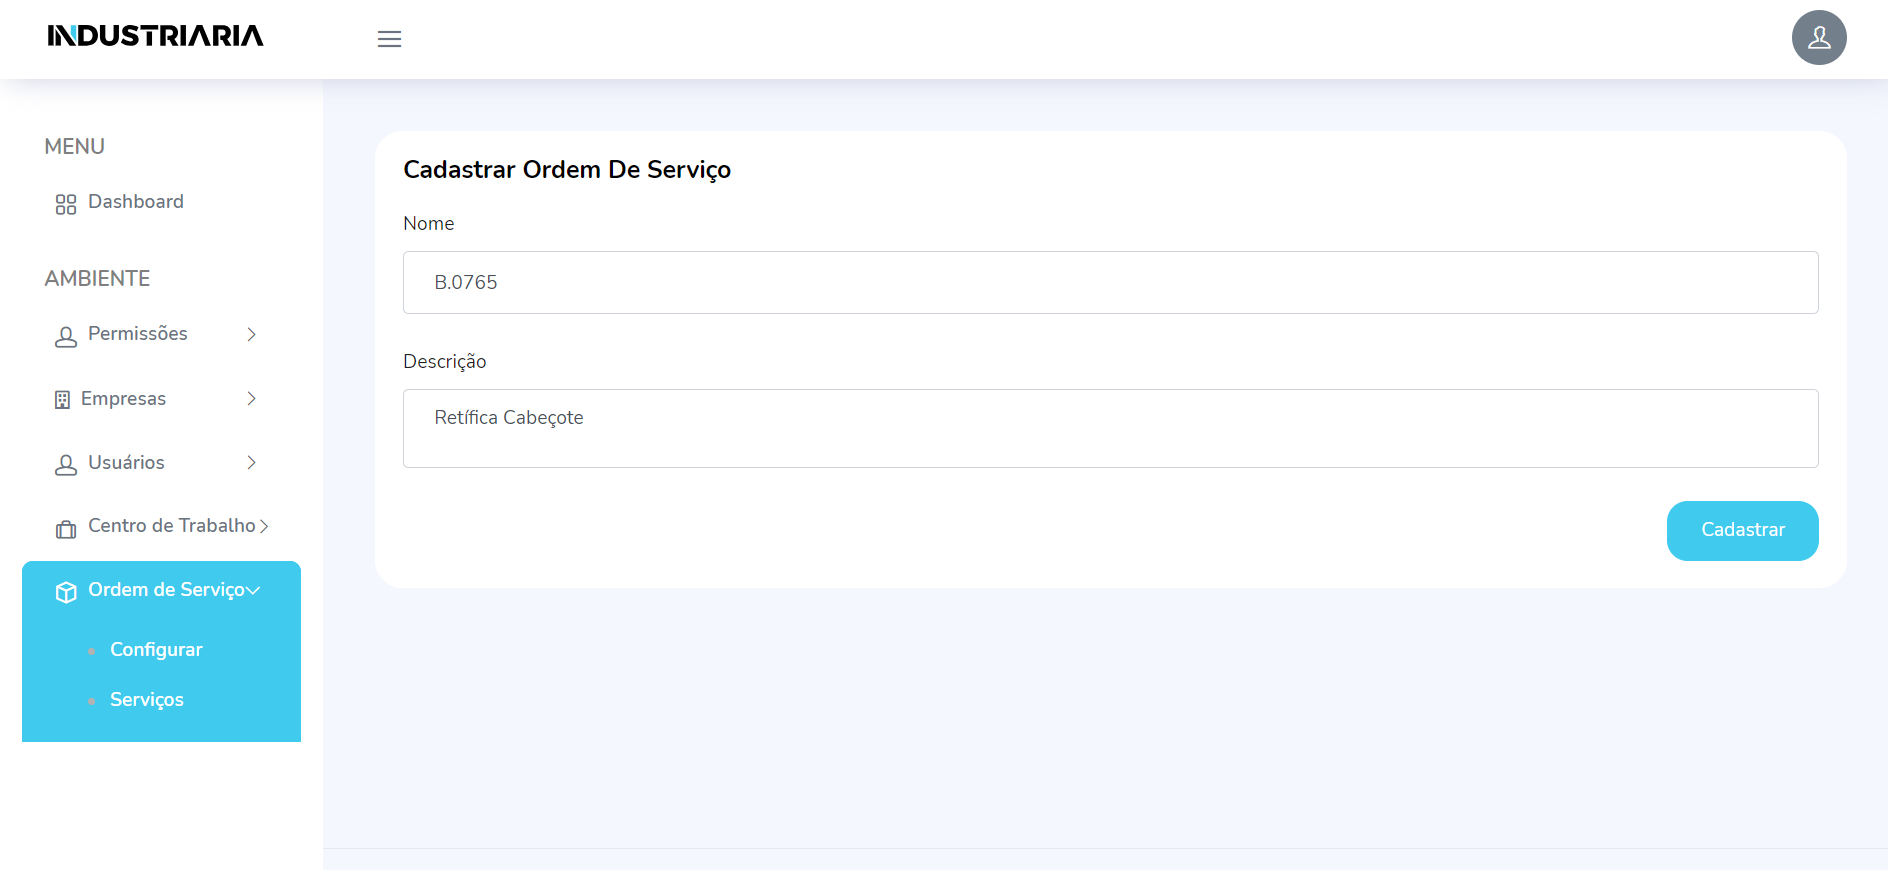 INDUSTRIARIA
MENU
Dashboard
AMBIENTE
Permissões
Empresas
Usuários
Centro de Trabalho
Ordem de Serviço
Configurar
Serviços
Cadastrar Ordem De Serviço
Nome
B.0765
Descrição
Retífica Cabeçote
Cadastrar